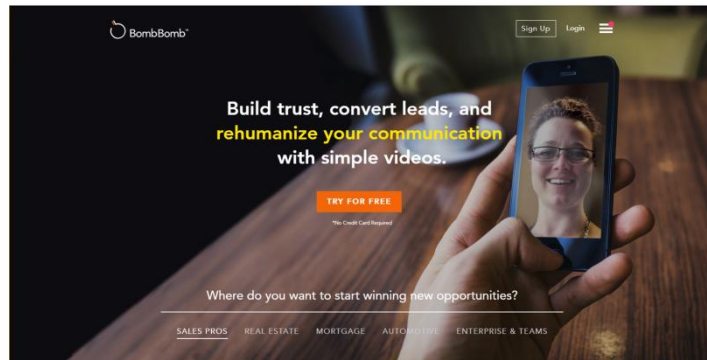 BombBomb™
Sign Up Login
Build trust, convert leads, and
rehumanize your communication
with simple videos.
TRY FOR FREE
*No Credit Card Required
Where do you want to start winning new opportunities?
SALES PROS REAL ESTATE MORTGAGE AUTOMOTIVE ENTERPRISE & TEAMS